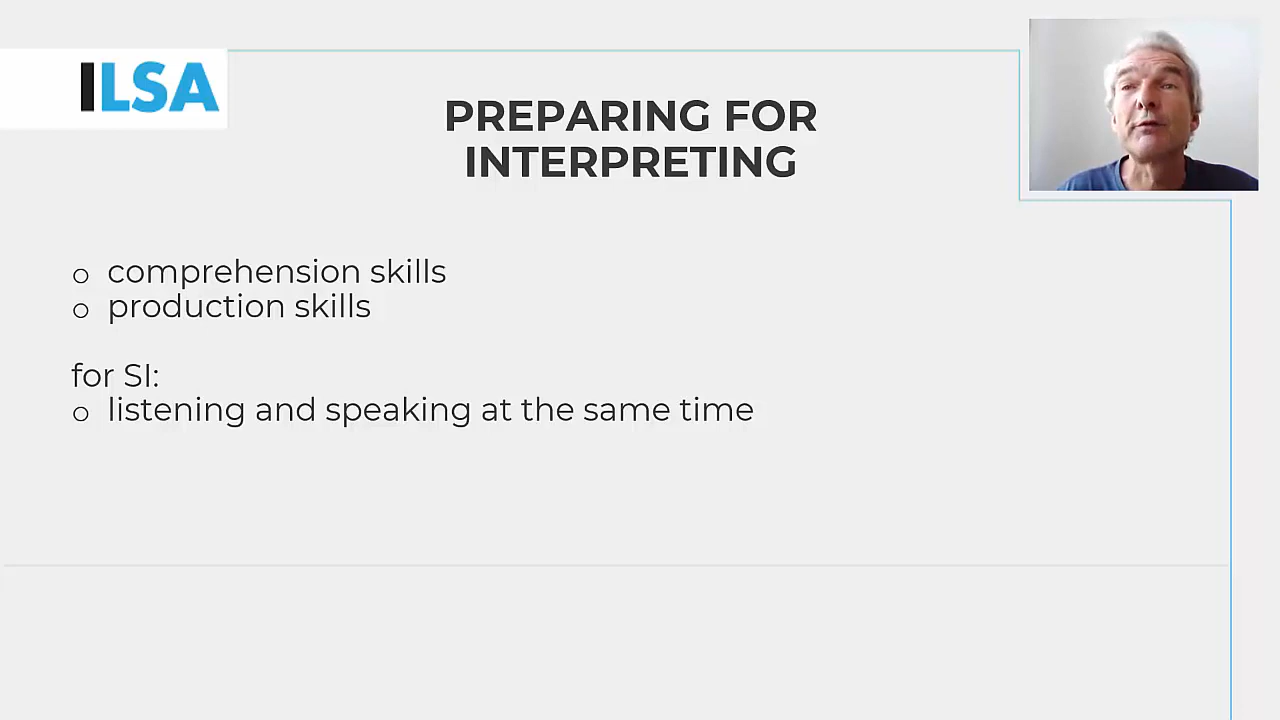 ILSA
PREPARING FOR
INTERPRETING
o comprehension skills
o production skills
for SI:
o listening and speaking at the same time